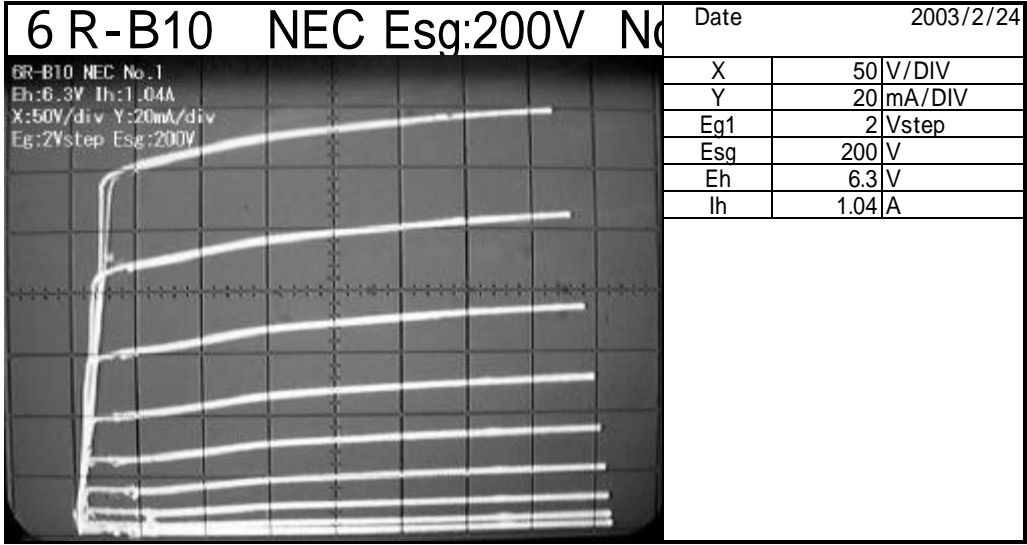 6 R-B10 NEC Esg:200V
Date 2003/2/24
6R-B10 NEC No.1
Eh:6.3V Ih:1.04A
X:50V/div Y:20mA/div
Eg:2Vstep Esg:200V
X 50 V/DIV
Y 20 mA/DIV
Eg1 2 Vstep
Esg 200 V
Eh 6.3 V
Ih 1.04 A